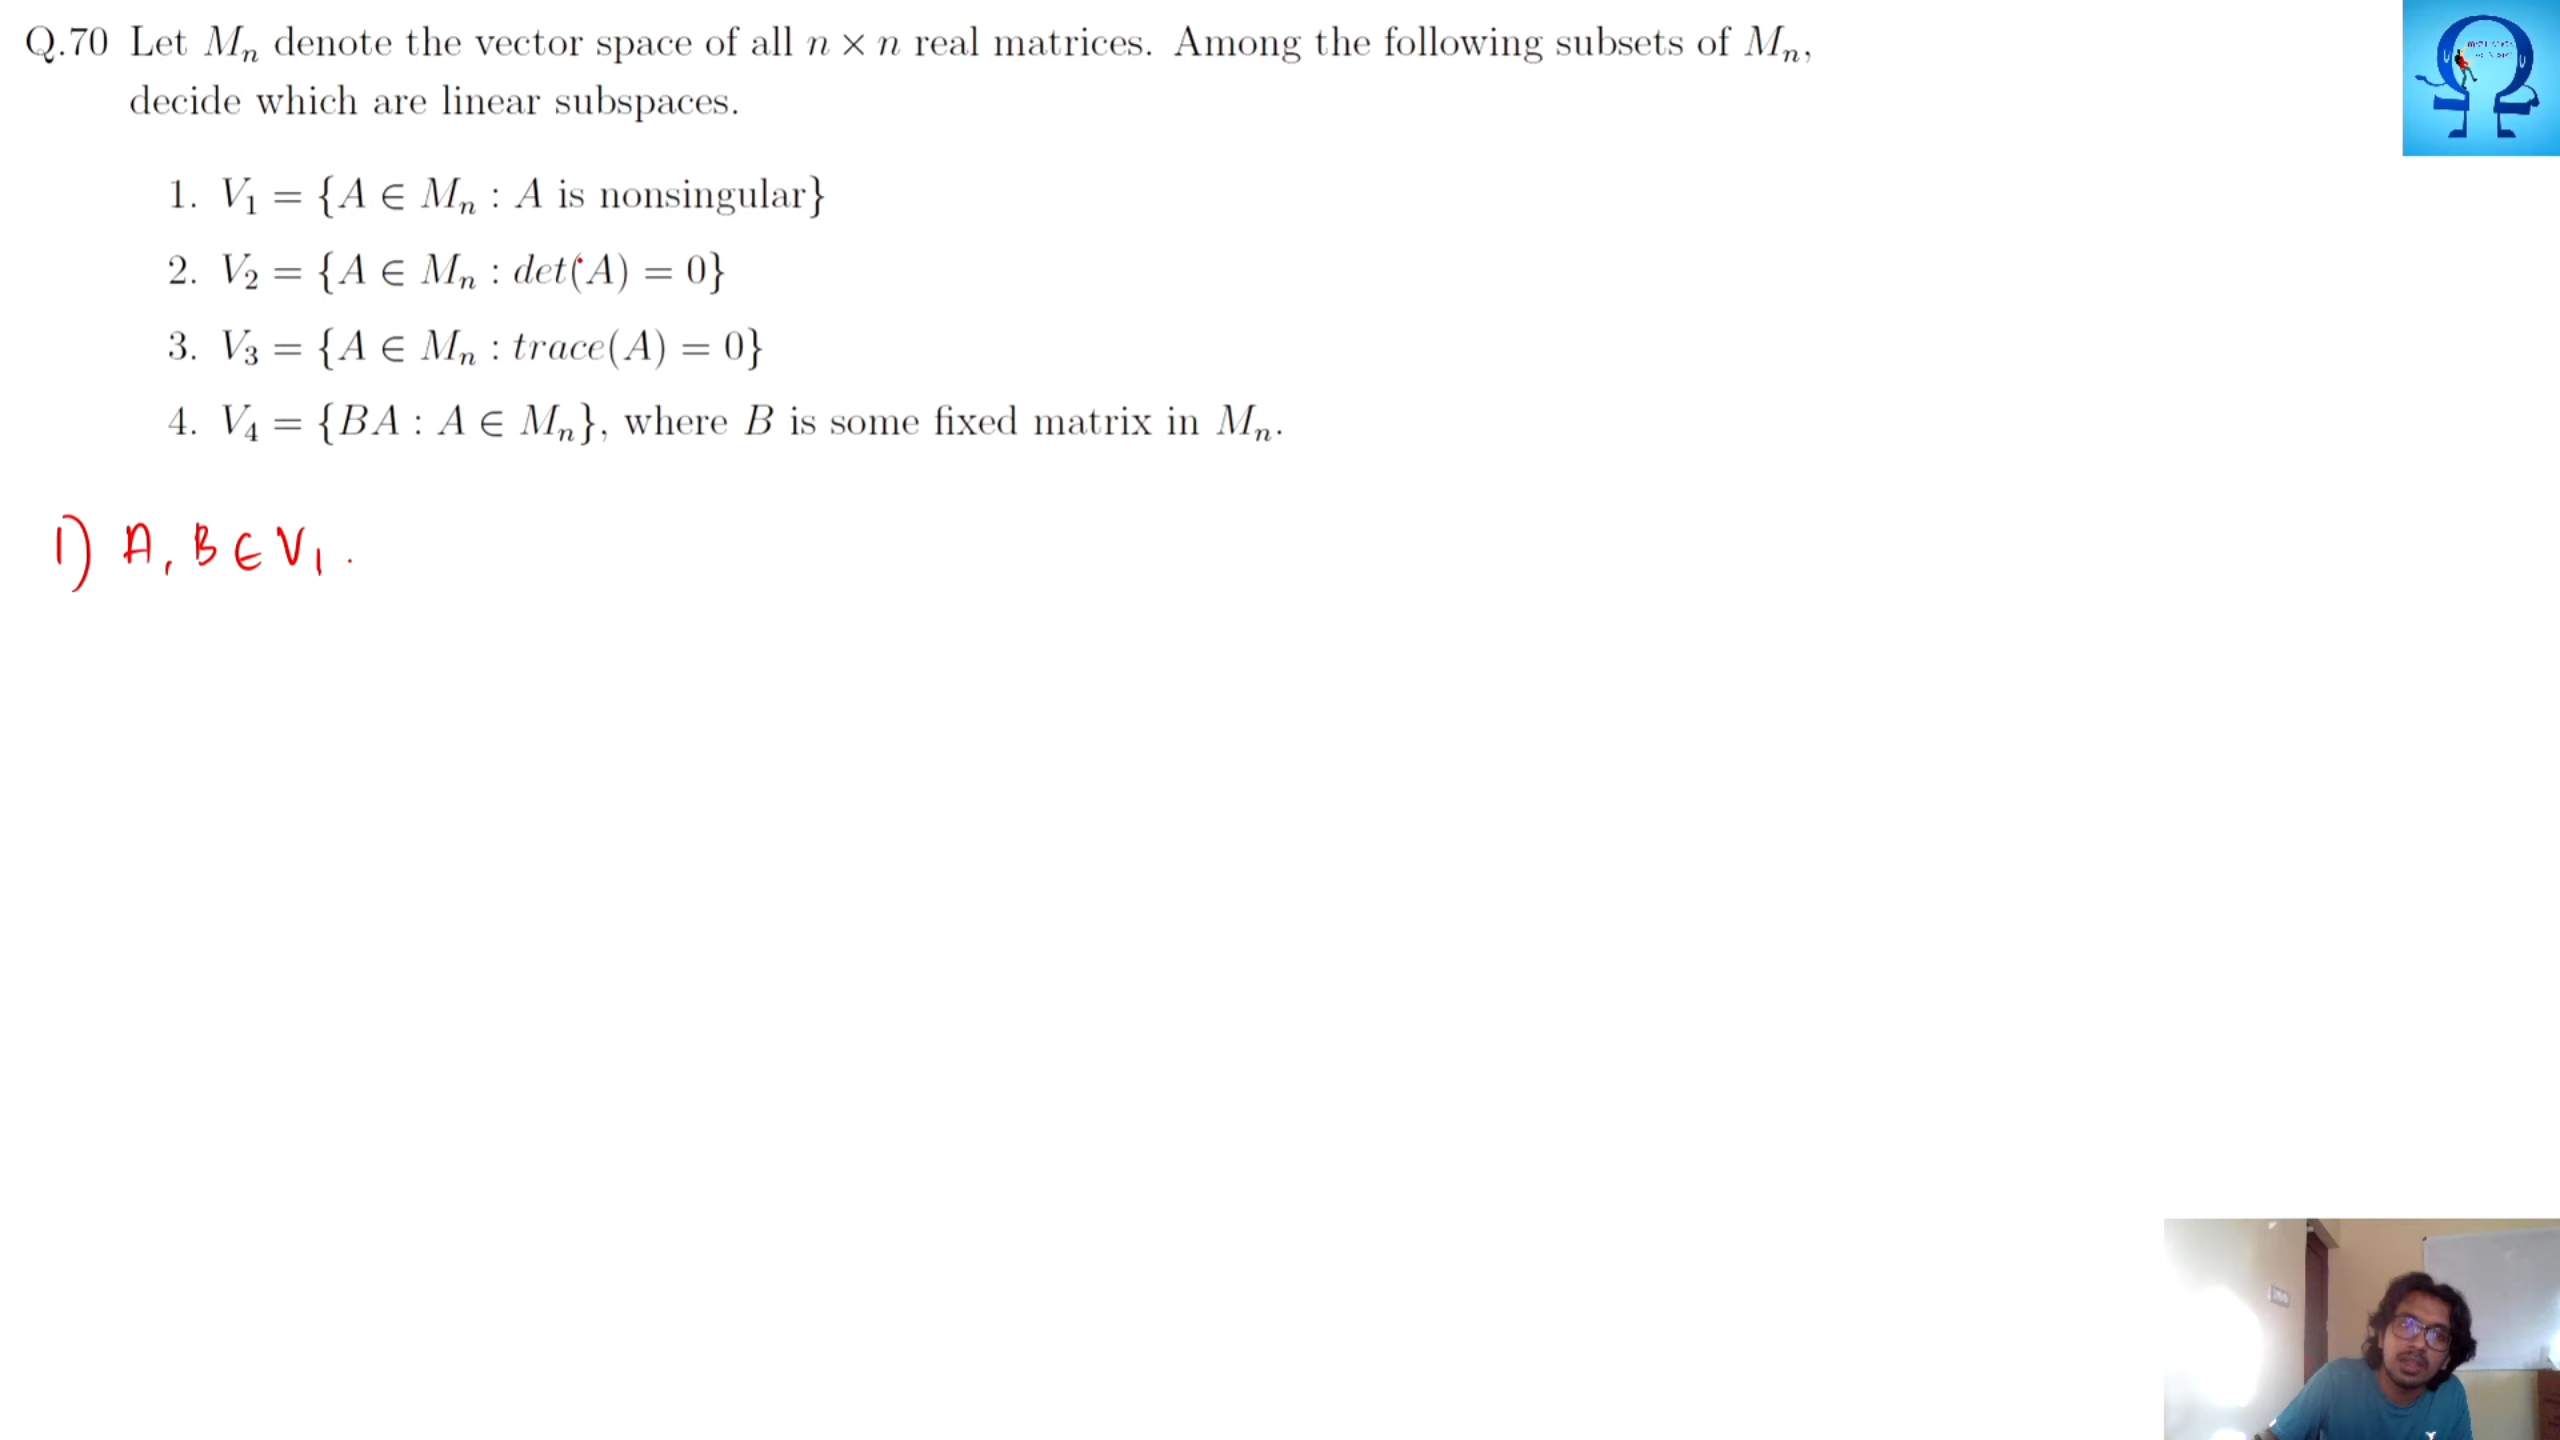 Q.70 Let Mₙ denote the vector space of all n × n real matrices. Among the following subsets of Mₙ,
decide which are linear subspaces.
1. V₁ = {A ∈ Mₙ : A is nonsingular}
2. V₂ = {A ∈ Mₙ : det(A) = 0}
3. V₃ = {A ∈ Mₙ : trace(A) = 0}
4. V₄ = {BA : A ∈ Mₙ}, where B is some fixed matrix in Mₙ.
1) A, B ∈ V₁.